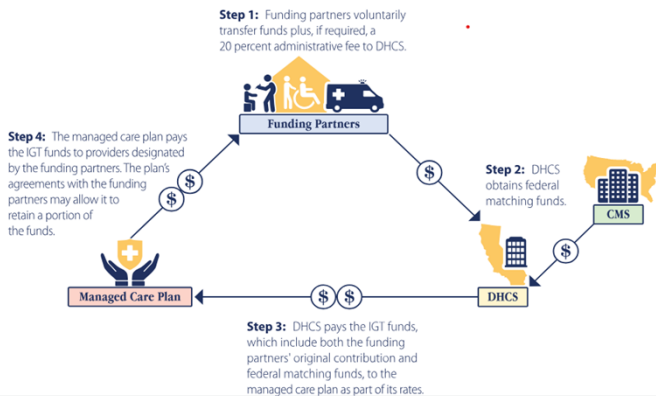 Step 1: Funding partners voluntarily
transfer funds plus, if required, a
20 percent administrative fee to DHCS.
Funding Partners
Step 4: The managed care plan pays
the IGT funds to providers designated
by the funding partners. The plan's
agreements with the funding
partners may allow it to
retain a portion of
the funds.
$
$
$
Step 2: DHCS
obtains federal
matching funds.
CMS
$
Managed Care Plan
$ $
DHCS
Step 3: DHCS pays the IGT funds,
which include both the funding
partners' original contribution and
federal matching funds, to the
managed care plan as part of its rates.